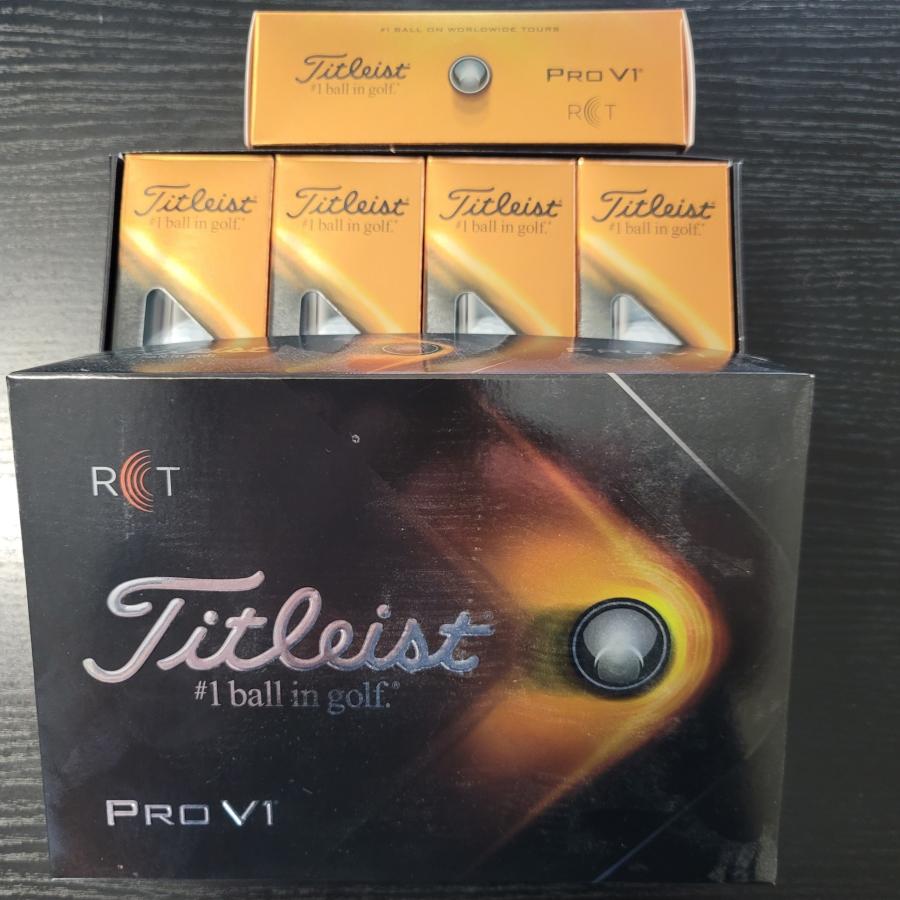 #1 BALL ON WORLDWIDE TOURS
Titleist
#1 ball in golf.®
PRO V1®
RCT
Titleist
#1 ball in golf.®
Titleist
#1 ball in golf.®
Titleist
#1 ball in golf.®
Titleist
#1 ball in golf.®
RCT
Titleist
#1 ball in golf.®
PRO V1